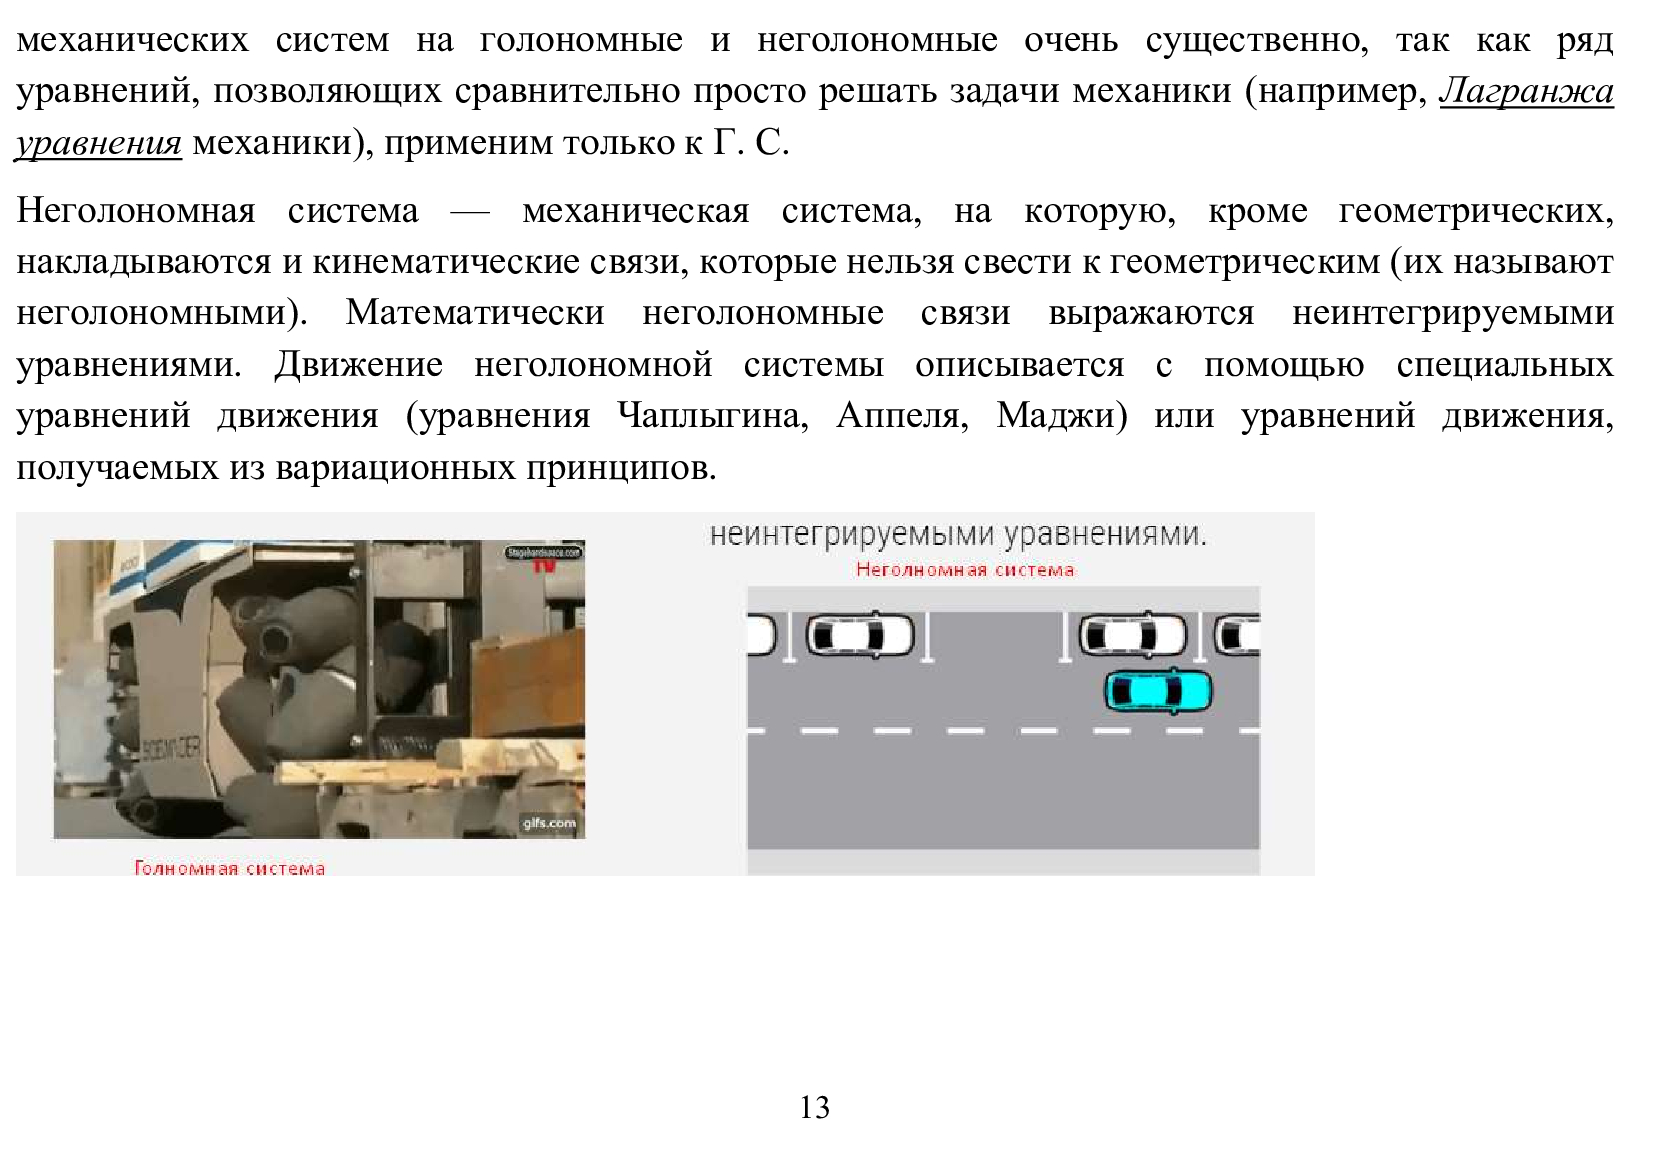 механических систем на голономные и неголономные очень существенно, так как ряд
уравнений, позволяющих сравнительно просто решать задачи механики (например, Лагранжа
уравнения механики), применим только к Г. С.
Неголономная система — механическая система, на которую, кроме геометрических,
накладываются и кинематические связи, которые нельзя свести к геометрическим (их называют
неголономными). Математически неголономные связи выражаются неинтегрируемыми
уравнениями. Движение неголономной системы описывается с помощью специальных
уравнений движения (уравнения Чаплыгина, Аппеля, Маджи) или уравнений движения,
получаемых из вариационных принципов.
неинтегрируемыми уравнениями.
Неголномная система
TV
gifs.com
Голномная система
13